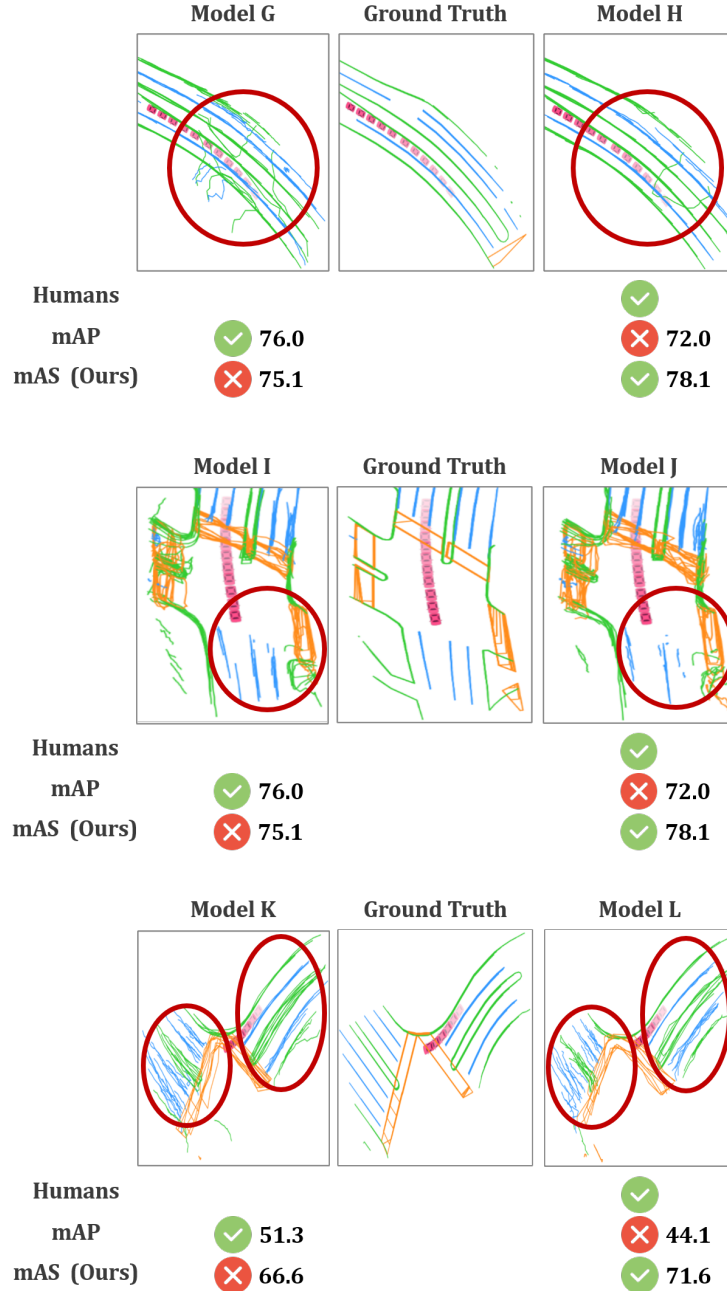 Model G Ground Truth Model H
Humans
mAP 76.0 72.0
mAS (Ours) 75.1 78.1
Model I Ground Truth Model J
Humans
mAP 76.0 72.0
mAS (Ours) 75.1 78.1
Model K Ground Truth Model L
Humans
mAP 51.3 44.1
mAS (Ours) 66.6 71.6